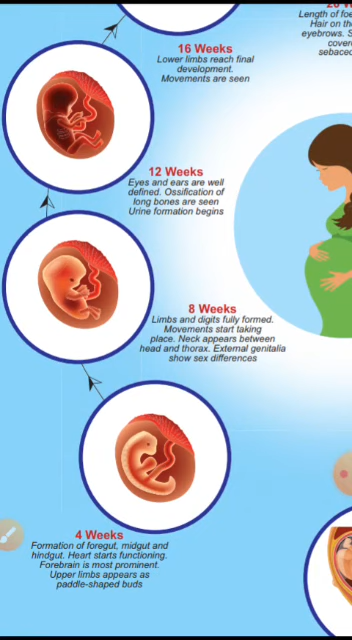 Length of
Hair on
eyebrows.
16 Weeks
Lower limbs reach final
development.
Movements are seen
12 Weeks
Eyes and ears are well
defined. Ossification of
long bones are seen
Urine formation begins
8 Weeks
Limbs and digits fully formed.
Movements start taking
place. Neck appears between
head and thorax. External genitalia
show sex differences
4 Weeks
Formation of foregut, midgut and
hindgut. Heart starts functioning.
Forebrain is most prominent.
Upper limbs appears as
paddle-shaped buds